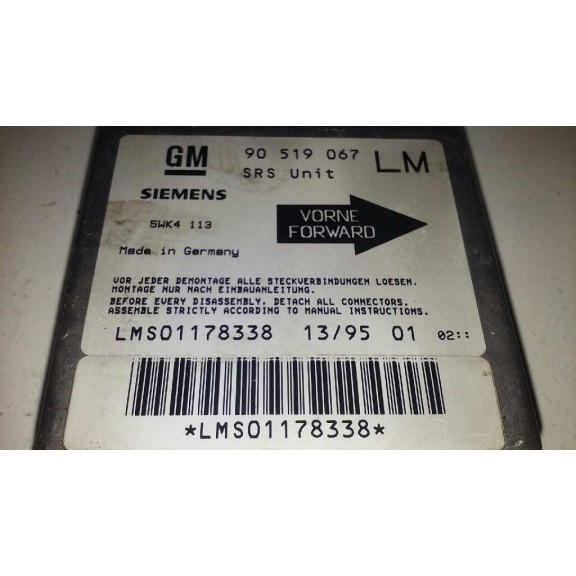 GM 90 519 067 LM
SRS Unit
SIEMENS
5WK4 113
VORNE
FORWARD
Made in Germany
VOR JEDER DEMONTAGE ALLE STECKVERBINDUNGEN LOESEN.
MONTAGE NUR NACH EINBAUANLEITUNG.
BEFORE EVERY DISASSEMBLY, DETACH ALL CONNECTORS.
ASSEMBLE STRICTLY ACCORDING TO MANUAL INSTRUCTIONS.
LMS01178338 13/95 01 02::
*LMS01178338*